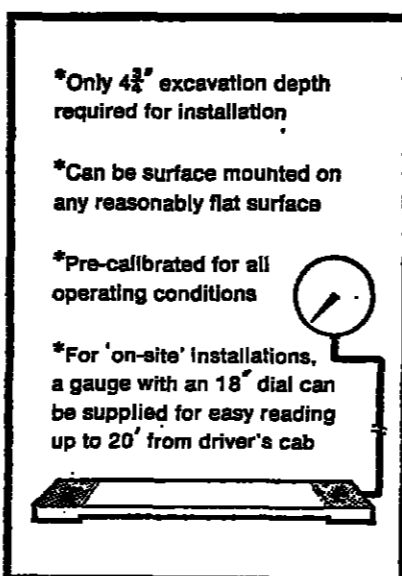 *Only 4¾″ excavation depth
required for installation
*Can be surface mounted on
any reasonably flat surface
*Pre-calibrated for all
operating conditions
*For 'on-site' installations,
a gauge with an 18″ dial can
be supplied for easy reading
up to 20′ from driver's cab